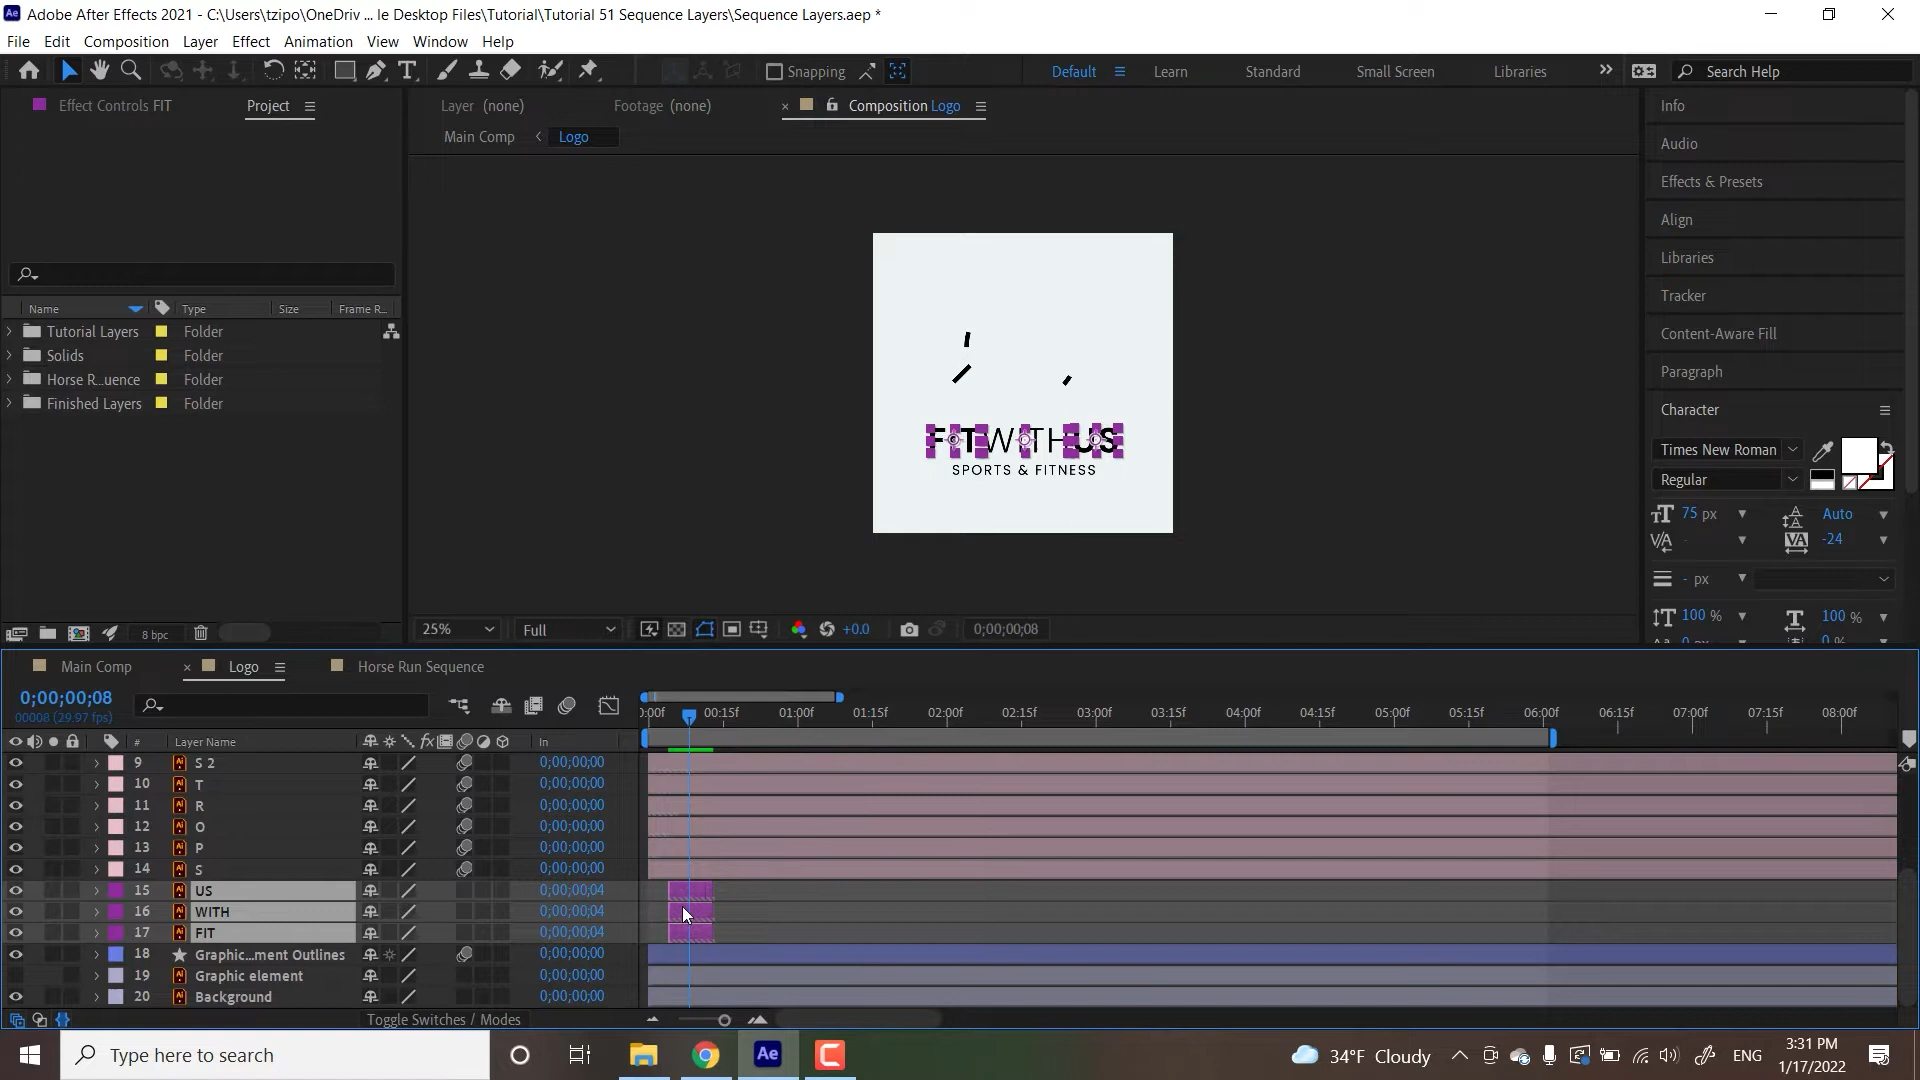 Adobe After Effects 2021 - C:\Users\tzipo\OneDriv ... le Desktop Files\Tutorial\Tutorial 51 Sequence Layers\Sequence Layers.aep *
File Edit Composition Layer Effect Animation View Window Help
Snapping
Default Learn Standard Small Screen Libraries Search Help
Effect Controls FIT Project
Layer (none) Footage (none) Composition Logo
Main Comp Logo
Name Type Size Frame R...
Tutorial Layers Folder
Solids Folder
Horse R...uence Folder
Finished Layers Folder
8 bpc
FITWITHUS
SPORTS & FITNESS
25% Full +0.0 0;00;00;08
Info
Audio
Effects & Presets
Align
Libraries
Tracker
Content-Aware Fill
Paragraph
Character
Times New Roman
Regular
75 px Auto
-24
- px
100 % 100 %
Main Comp Logo Horse Run Sequence
0;00;00;08
00008 (29.97 fps)
:00f 00:15f 01:00f 01:15f 02:00f 02:15f 03:00f 03:15f 04:00f 04:15f 05:00f 05:15f 06:00f 06:15f 07:00f 07:15f 08:00f
# Layer Name fx In
9 S 2 0;00;00;00
10 T 0;00;00;00
11 R 0;00;00;00
12 O 0;00;00;00
13 P 0;00;00;00
14 S 0;00;00;00
15 US 0;00;00;04
16 WITH 0;00;00;04
17 FIT 0;00;00;04
18 Graphic...ment Outlines 0;00;00;00
19 Graphic element 0;00;00;00
20 Background 0;00;00;00
Toggle Switches / Modes
Type here to search
Ae
34°F Cloudy
ENG
3:31 PM
1/17/2022